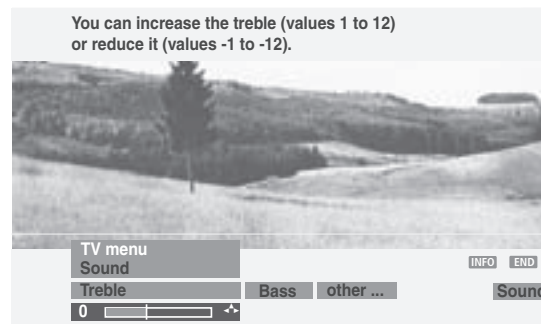 You can increase the treble (values 1 to 12)
or reduce it (values -1 to -12).
TV menu
Sound
INFO END
Treble Bass other ... Sound
0